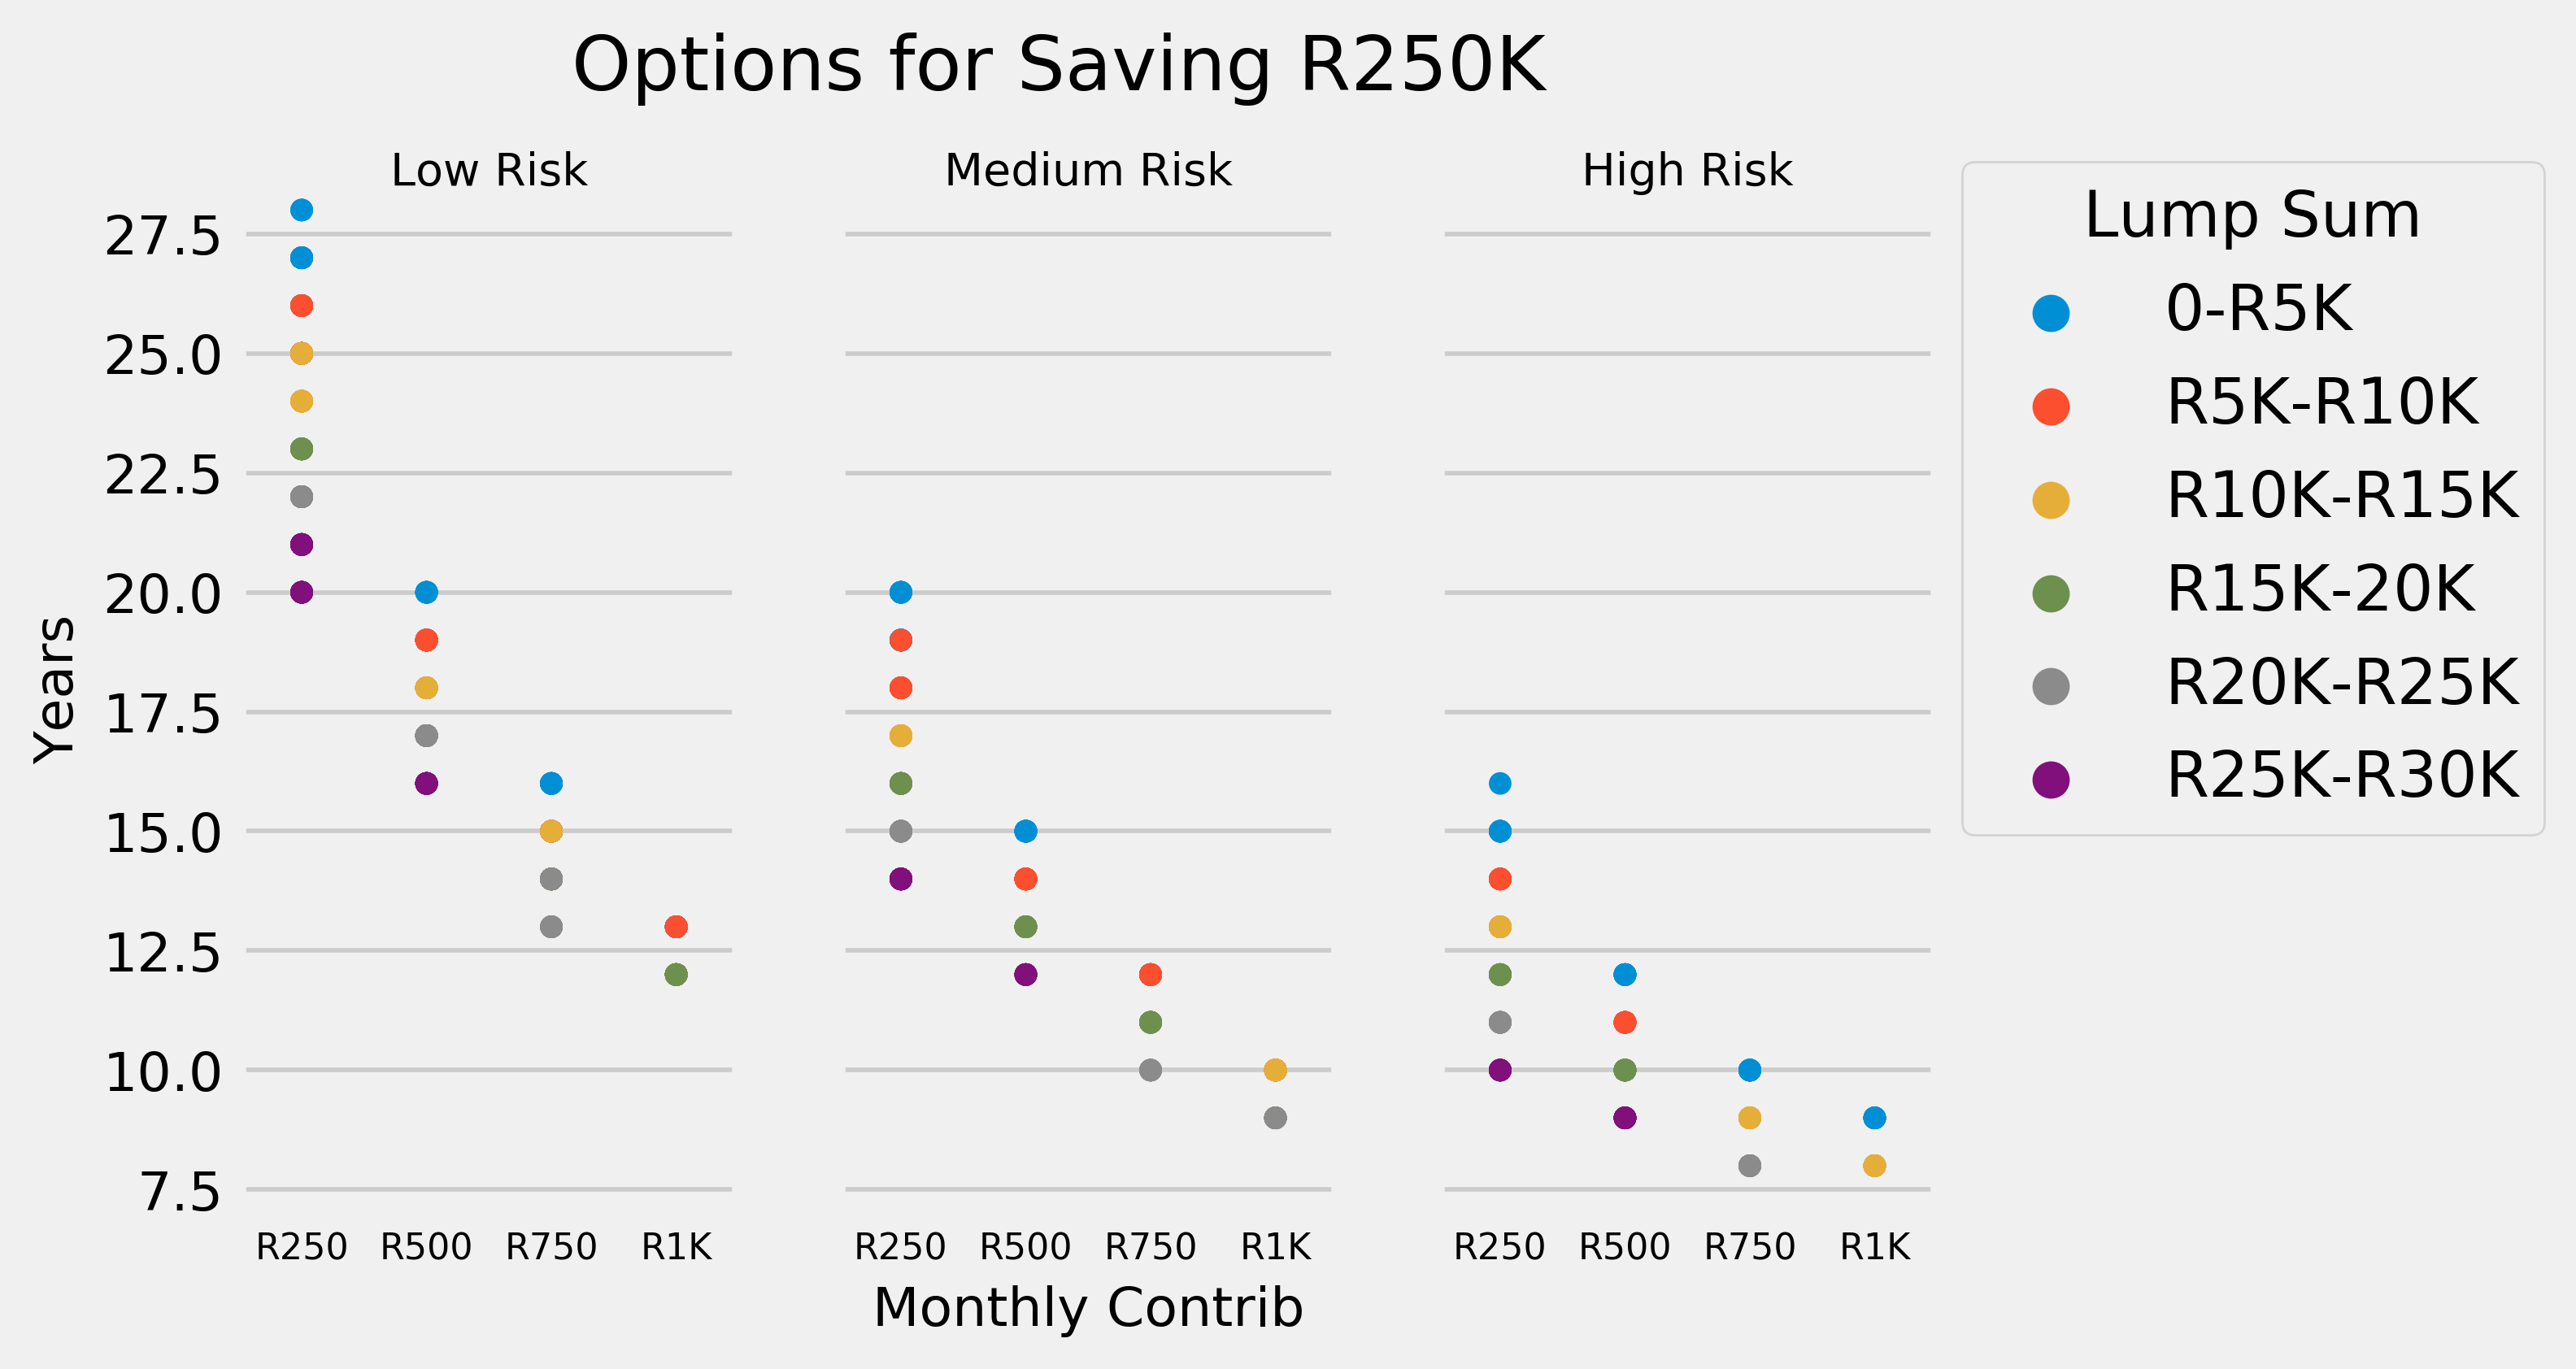 Options for Saving R250K
Low Risk
Medium Risk
High Risk
Years
27.5
25.0
22.5
20.0
17.5
15.0
12.5
10.0
7.5
R250 R500 R750 R1K
R250 R500 R750 R1K
R250 R500 R750 R1K
Monthly Contrib
Lump Sum
0-R5K
R5K-R10K
R10K-R15K
R15K-20K
R20K-R25K
R25K-R30K